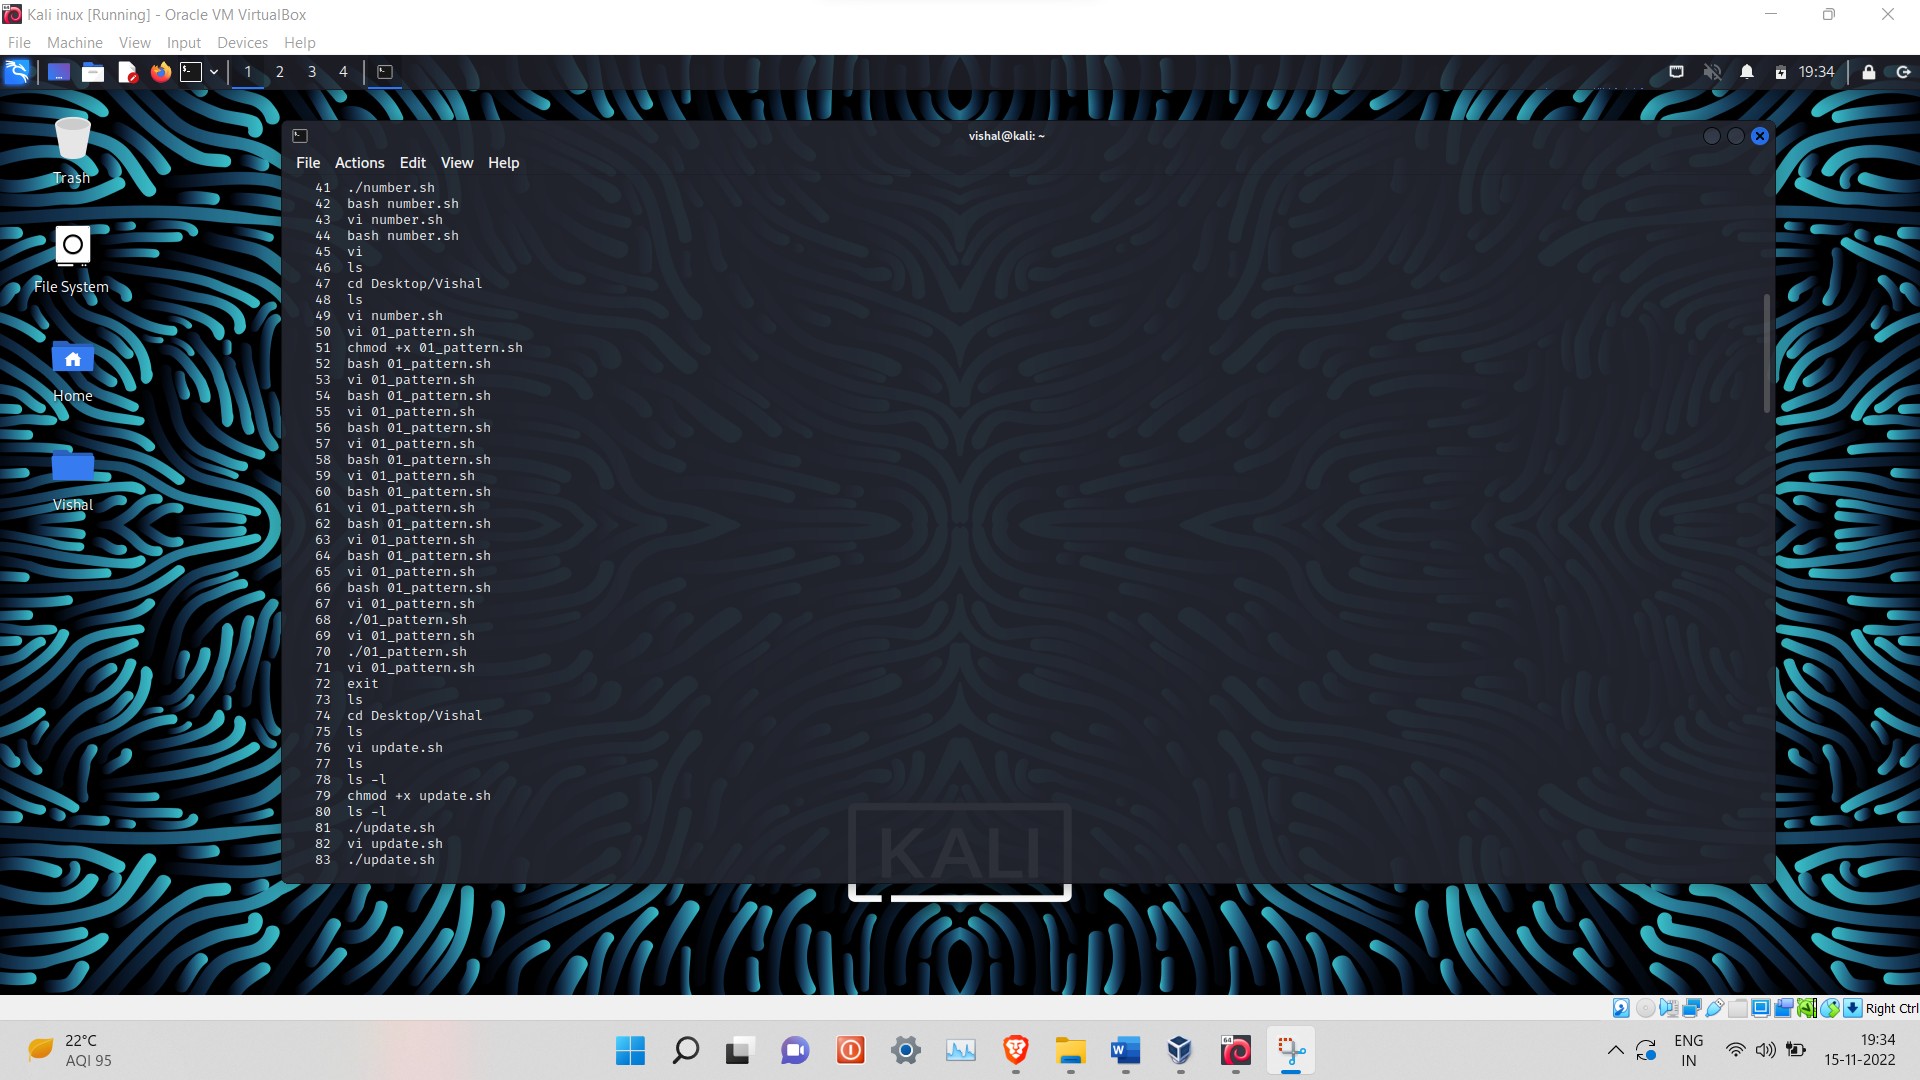 Kali inux [Running] - Oracle VM VirtualBox
File Machine View Input Devices Help
1 2 3 4
19:34
Trash
File System
Home
Vishal
vishal@kali: ~
File Actions Edit View Help
41 ./number.sh
42 bash number.sh
43 vi number.sh
44 bash number.sh
45 vi
46 ls
47 cd Desktop/Vishal
48 ls
49 vi number.sh
50 vi 01_pattern.sh
51 chmod +x 01_pattern.sh
52 bash 01_pattern.sh
53 vi 01_pattern.sh
54 bash 01_pattern.sh
55 vi 01_pattern.sh
56 bash 01_pattern.sh
57 vi 01_pattern.sh
58 bash 01_pattern.sh
59 vi 01_pattern.sh
60 bash 01_pattern.sh
61 vi 01_pattern.sh
62 bash 01_pattern.sh
63 vi 01_pattern.sh
64 bash 01_pattern.sh
65 vi 01_pattern.sh
66 bash 01_pattern.sh
67 vi 01_pattern.sh
68 ./01_pattern.sh
69 vi 01_pattern.sh
70 ./01_pattern.sh
71 vi 01_pattern.sh
72 exit
73 ls
74 cd Desktop/Vishal
75 ls
76 vi update.sh
77 ls
78 ls -l
79 chmod +x update.sh
80 ls -l
81 ./update.sh
82 vi update.sh
83 ./update.sh
KALI
Right Ctrl
22°C
AQI 95
64
ENG
IN
19:34
15-11-2022